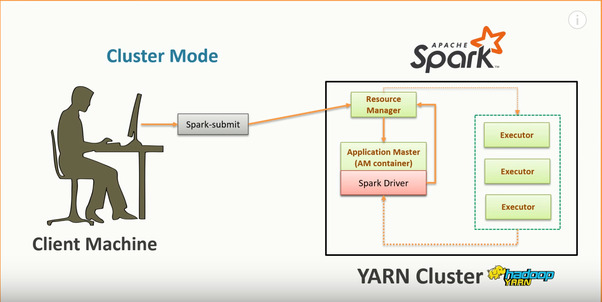 Cluster Mode
APACHE
Spark
TM
i
Spark-submit
Resource
Manager
Application Master
(AM container)
Spark Driver
Executor
Executor
Executor
Client Machine
YARN Cluster
hadoop
YARN